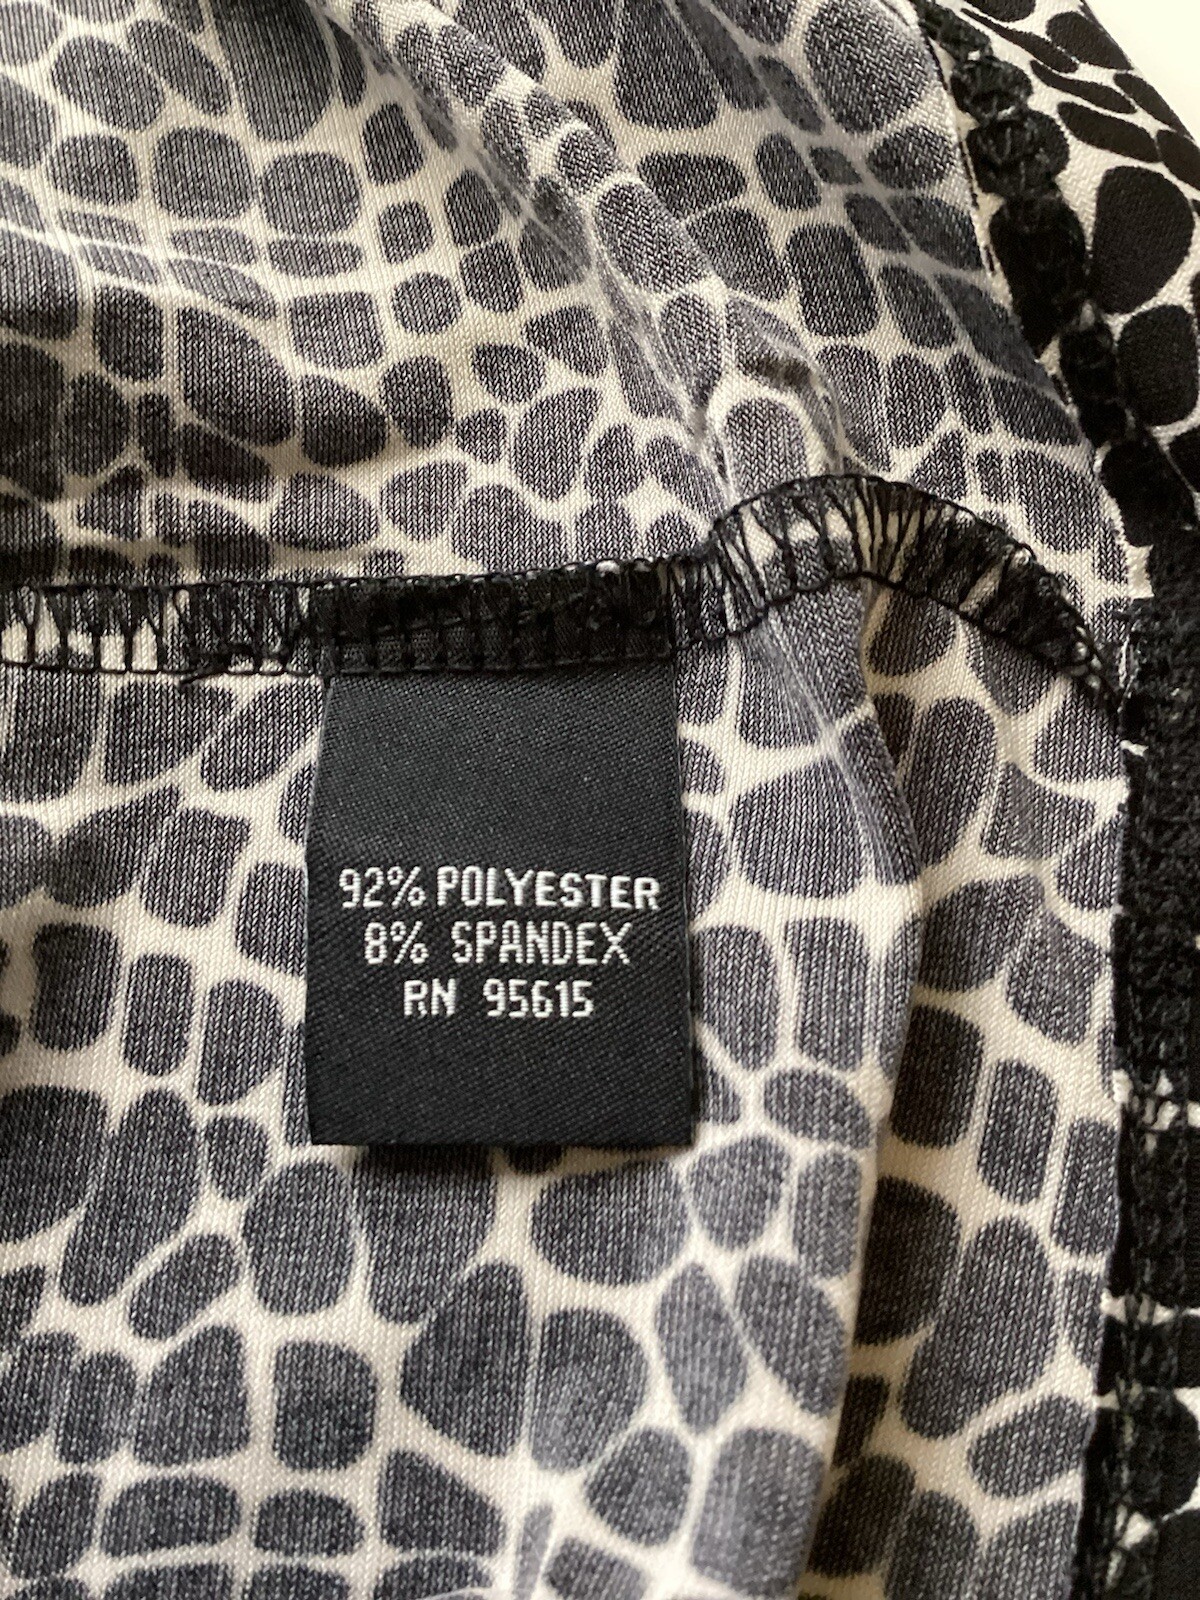 92% POLYESTER
8% SPANDEX
RN 95615